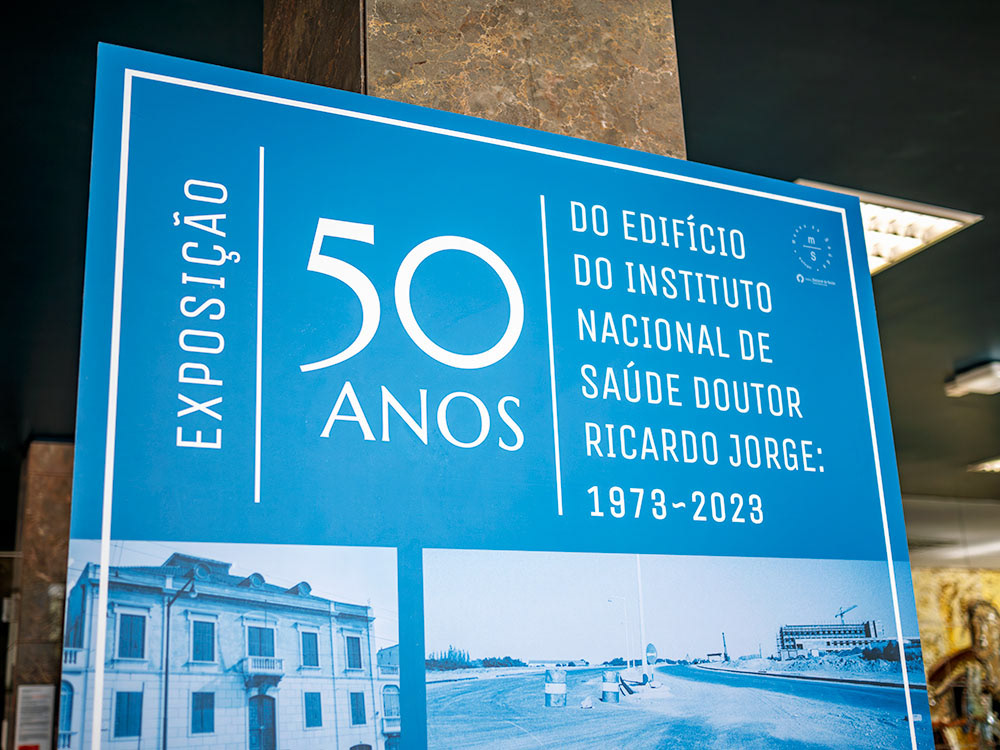 EXPOSIÇÃO
50
ANOS
DO EDIFÍCIO
DO INSTITUTO
NACIONAL DE
SAÚDE DOUTOR
RICARDO JORGE:
1973~2023
m
S